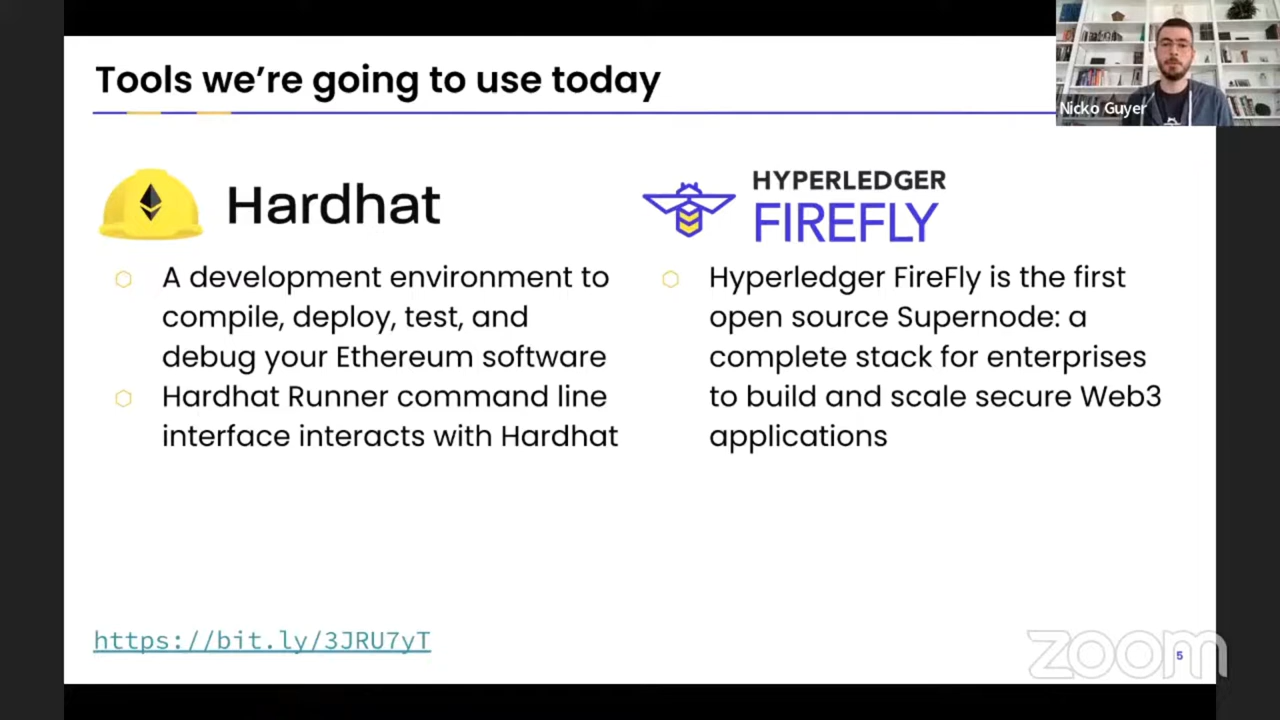 Tools we're going to use today
Nicko Guyer
Hardhat
A development environment to
compile, deploy, test, and
debug your Ethereum software
Hardhat Runner command line
interface interacts with Hardhat
HYPERLEDGER
FIREFLY
Hyperledger FireFly is the first
open source Supernode: a
complete stack for enterprises
to build and scale secure Web3
applications
https://bit.ly/3JRU7yT
zoom
5